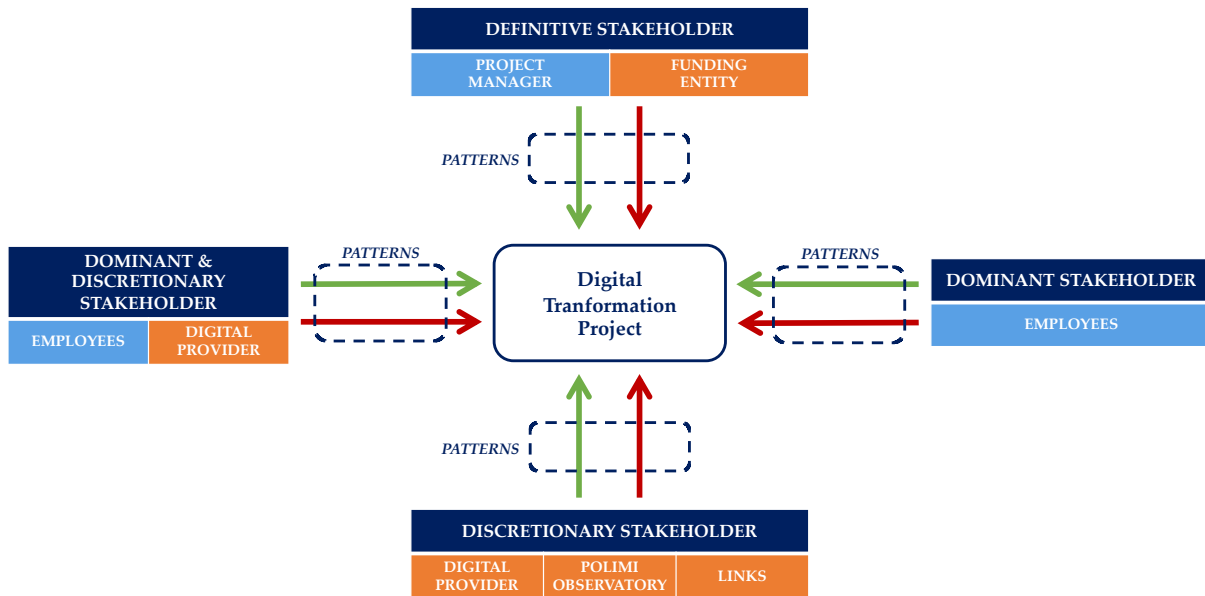 DEFINITIVE STAKEHOLDER
PROJECT
MANAGER
FUNDING
ENTITY
PATTERNS
DOMINANT &
DISCRETIONARY
STAKEHOLDER
EMPLOYEES
DIGITAL
PROVIDER
PATTERNS
Digital
Tranformation
Project
PATTERNS
DOMINANT STAKEHOLDER
EMPLOYEES
PATTERNS
DISCRETIONARY STAKEHOLDER
DIGITAL
PROVIDER
POLIMI
OBSERVATORY
LINKS